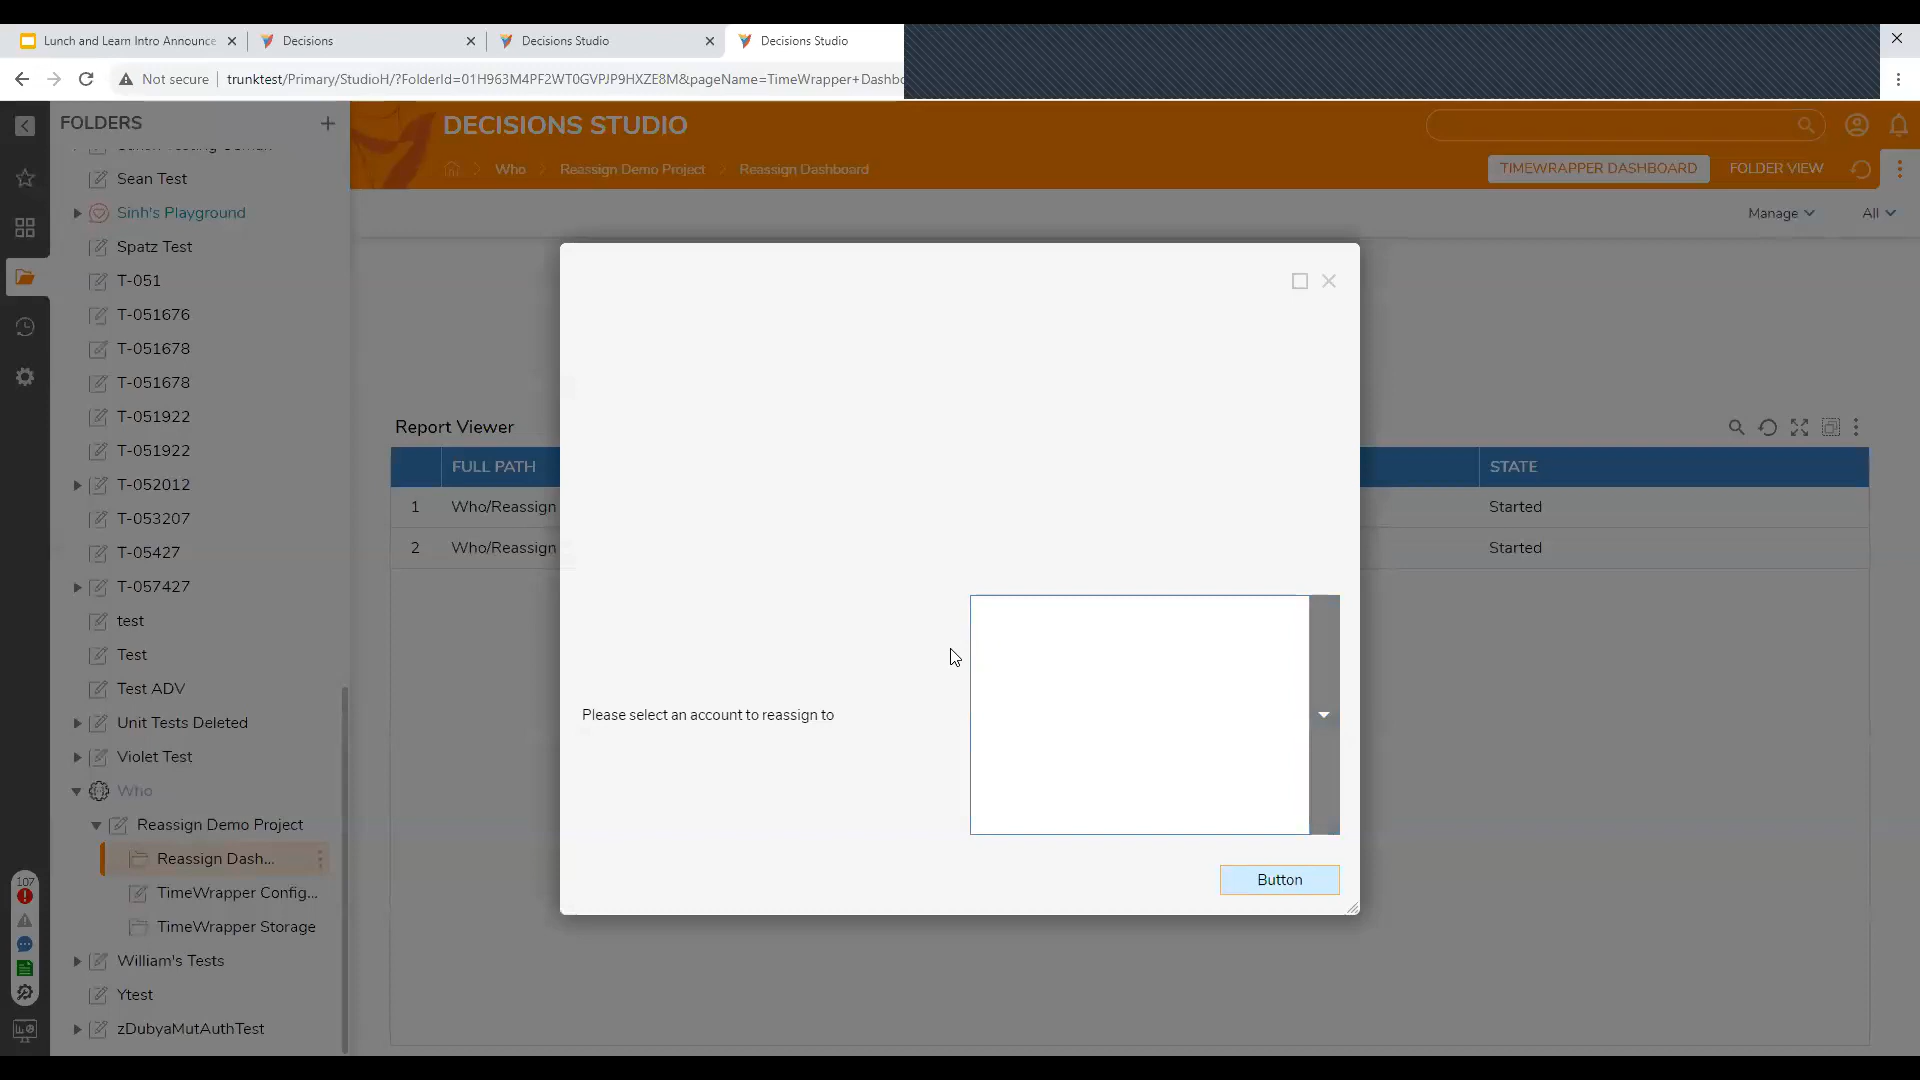 Lunch and Learn Intro Announce
Decisions
Decisions Studio
Decisions Studio
Not secure
trunktest/Primary/StudioH/?FolderId=01H963M4PF2WT0GVPJP9HXZE8M&pageName=TimeWrapper+Dashbo
FOLDERS
DECISIONS STUDIO
Who
Reassign Demo Project
Reassign Dashboard
TIMEWRAPPER DASHBOARD
FOLDER VIEW
Manage
All
Sean Test
Sinh's Playground
Spatz Test
T-051
T-051676
T-051678
T-051678
T-051922
T-051922
T-052012
T-053207
T-05427
T-057427
test
Test
Test ADV
Unit Tests Deleted
Violet Test
Who
Reassign Demo Project
Reassign Dash...
TimeWrapper Config...
TimeWrapper Storage
William's Tests
Ytest
zDubyaMutAuthTest
107
Report Viewer
FULL PATH
STATE
1
Who/Reassign
Started
2
Who/Reassign
Started
Please select an account to reassign to
Button